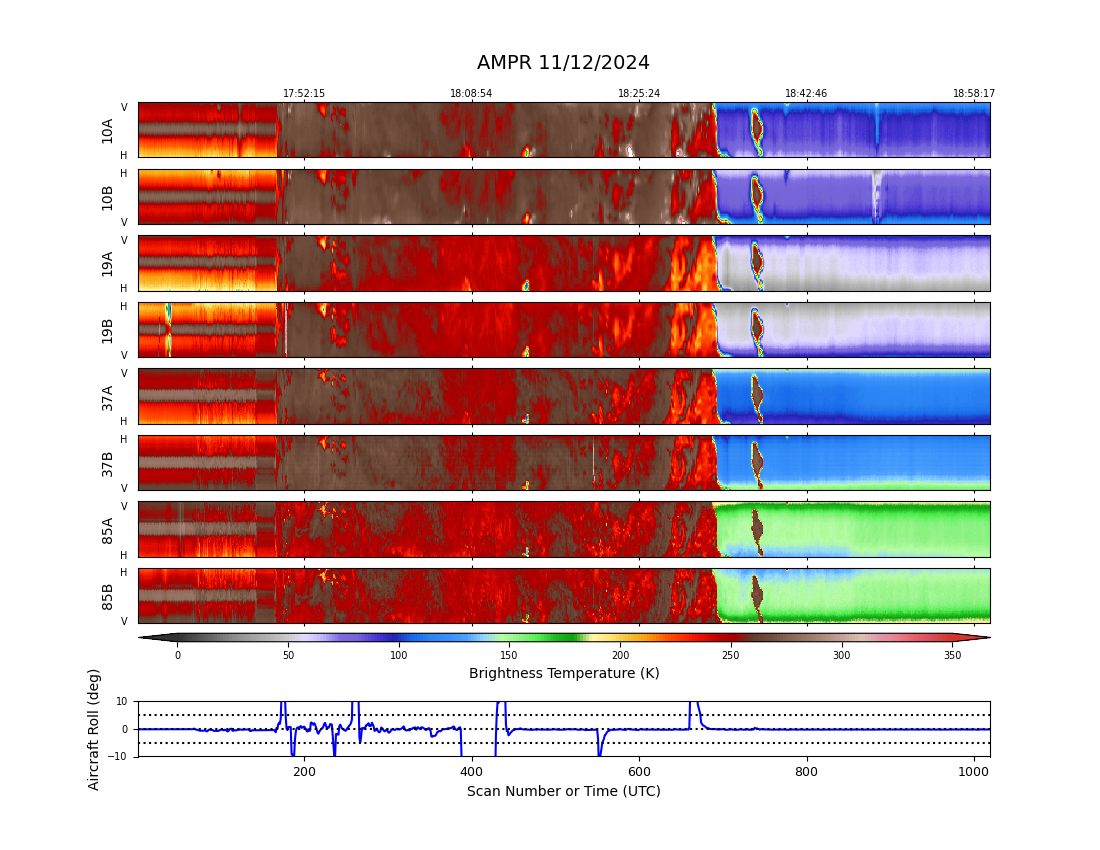 AMPR 11/12/2024
17:52:15 18:08:54 18:25:24 18:42:46 18:58:17
V
10A
H
H
10B
V
V
19A
H
H
19B
V
V
37A
H
H
37B
V
V
85A
H
H
85B
V
0 50 100 150 200 250 300 350
Brightness Temperature (K)
Aircraft Roll (deg)
10
0
−10
200 400 600 800 1000
Scan Number or Time (UTC)